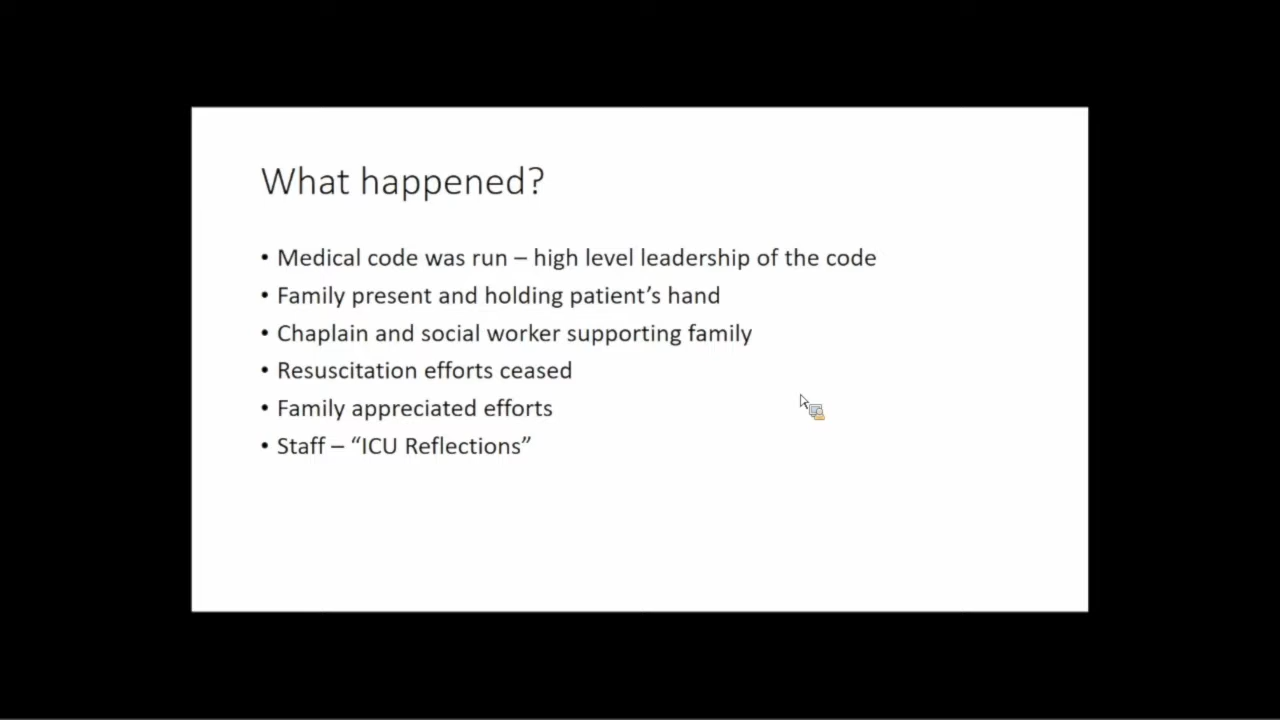 What happened?
• Medical code was run – high level leadership of the code
• Family present and holding patient’s hand
• Chaplain and social worker supporting family
• Resuscitation efforts ceased
• Family appreciated efforts
• Staff – “ICU Reflections”